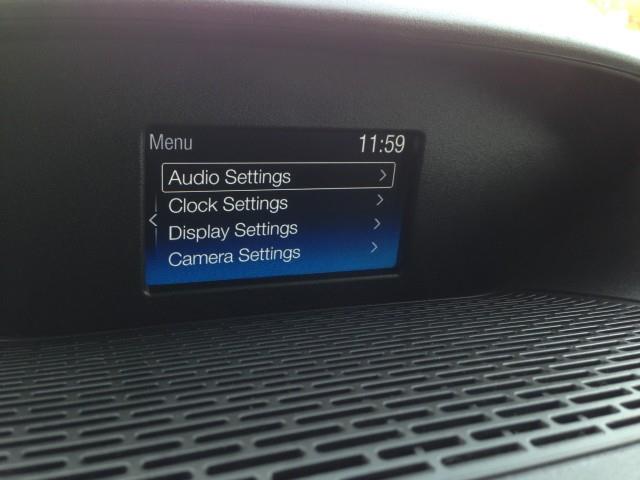 Menu 11:59
Audio Settings
Clock Settings
Display Settings
Camera Settings